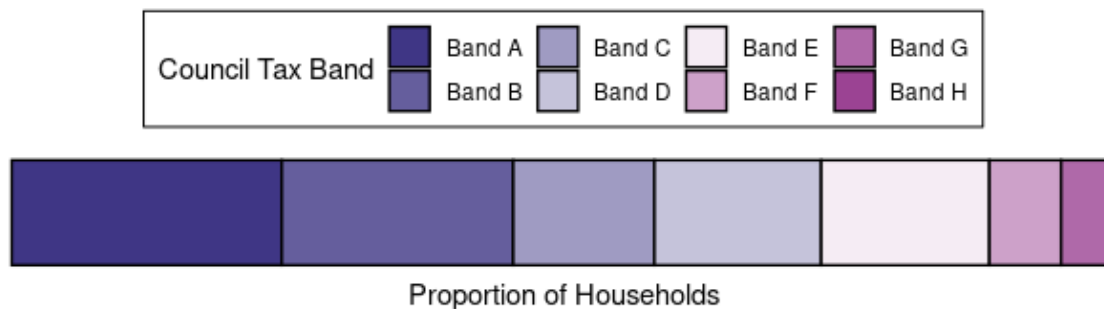 Council Tax Band
Band A Band C Band E Band G
Band B Band D Band F Band H
Proportion of Households